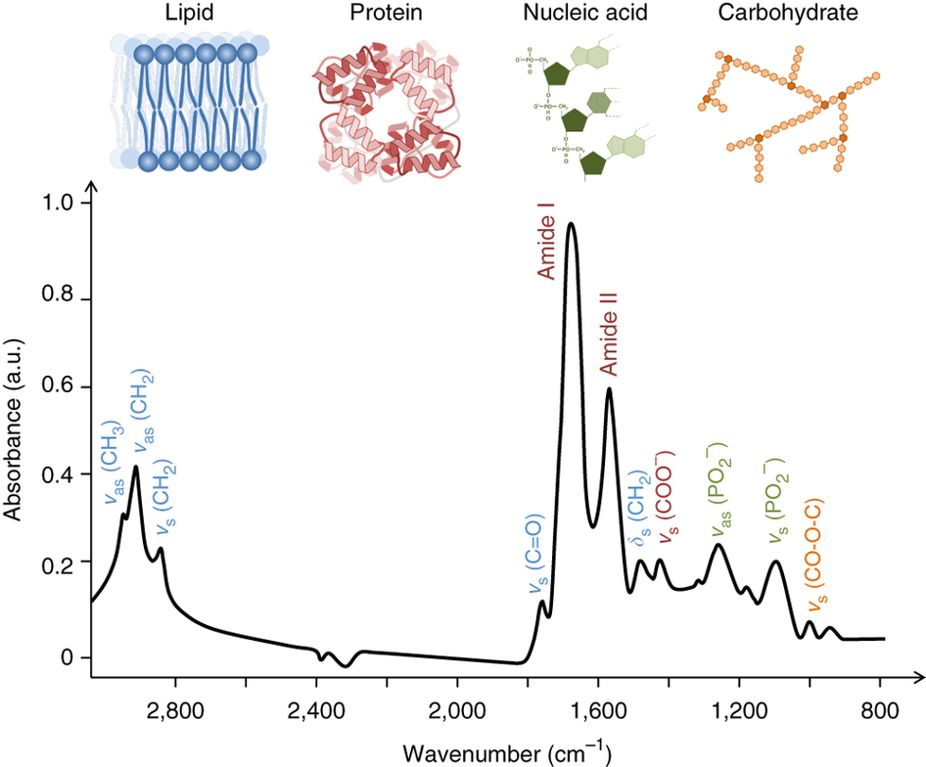 Lipid
Protein
Nucleic acid
Carbohydrate
Absorbance (a.u.)
1.0
0.8
0.6
0.4
0.2
0
νas (CH3)
νas (CH2)
νs (CH2)
νs (C=O)
Amide I
Amide II
δs (CH2)
νs (COO⁻)
νas (PO2⁻)
νs (PO2⁻)
νs (CO-O-C)
2,800
2,400
2,000
1,600
1,200
800
Wavenumber (cm⁻¹)